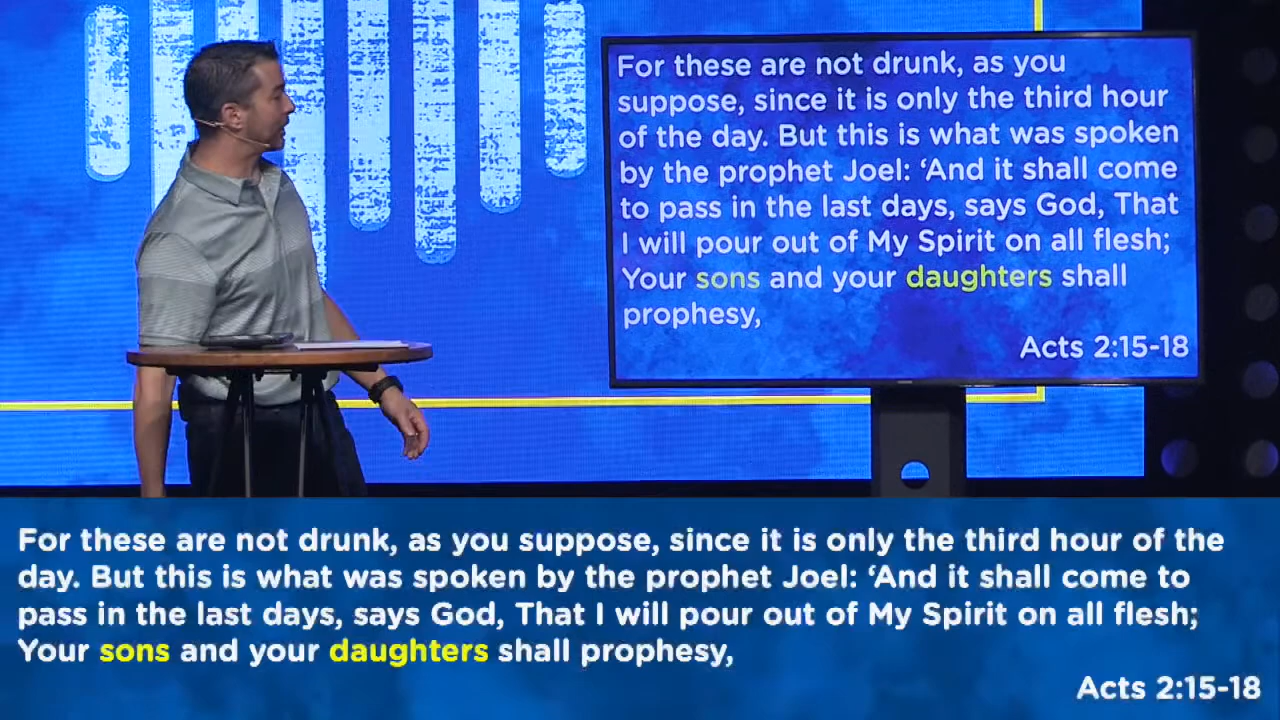 For these are not drunk, as you
suppose, since it is only the third hour
of the day. But this is what was spoken
by the prophet Joel: ‘And it shall come
to pass in the last days, says God, That
I will pour out of My Spirit on all flesh;
Your sons and your daughters shall
prophesy,
Acts 2:15-18
For these are not drunk, as you suppose, since it is only the third hour of the
day. But this is what was spoken by the prophet Joel: ‘And it shall come to
pass in the last days, says God, That I will pour out of My Spirit on all flesh;
Your sons and your daughters shall prophesy,
Acts 2:15-18